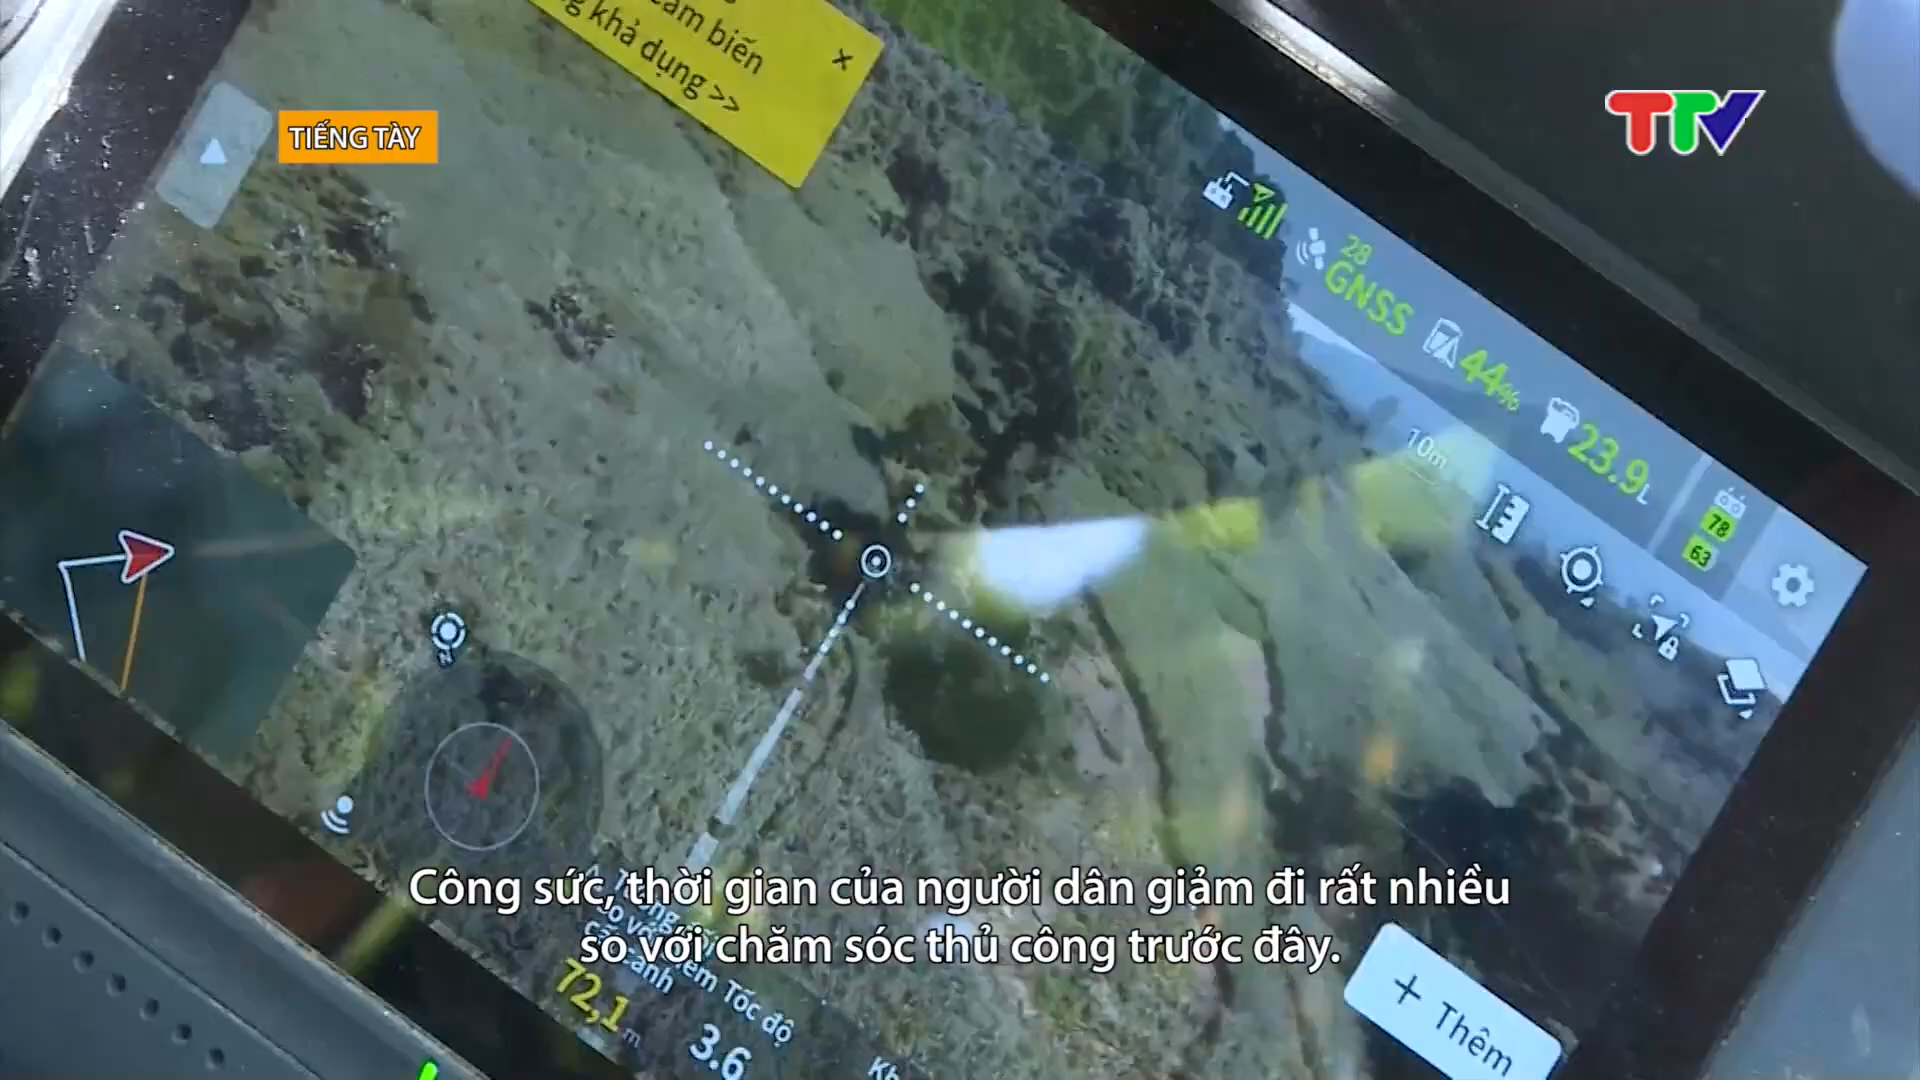 cảm biến
khả dụng >>
×
TIẾNG TÀY
TTV
28
GNSS
44%
23.9L
78
63
10m
N
Công sức, thời gian của người dân giảm đi rất nhiều
so với chăm sóc thủ công trước đây.
Tốc độ
72,1 m
3.6
+ Thêm